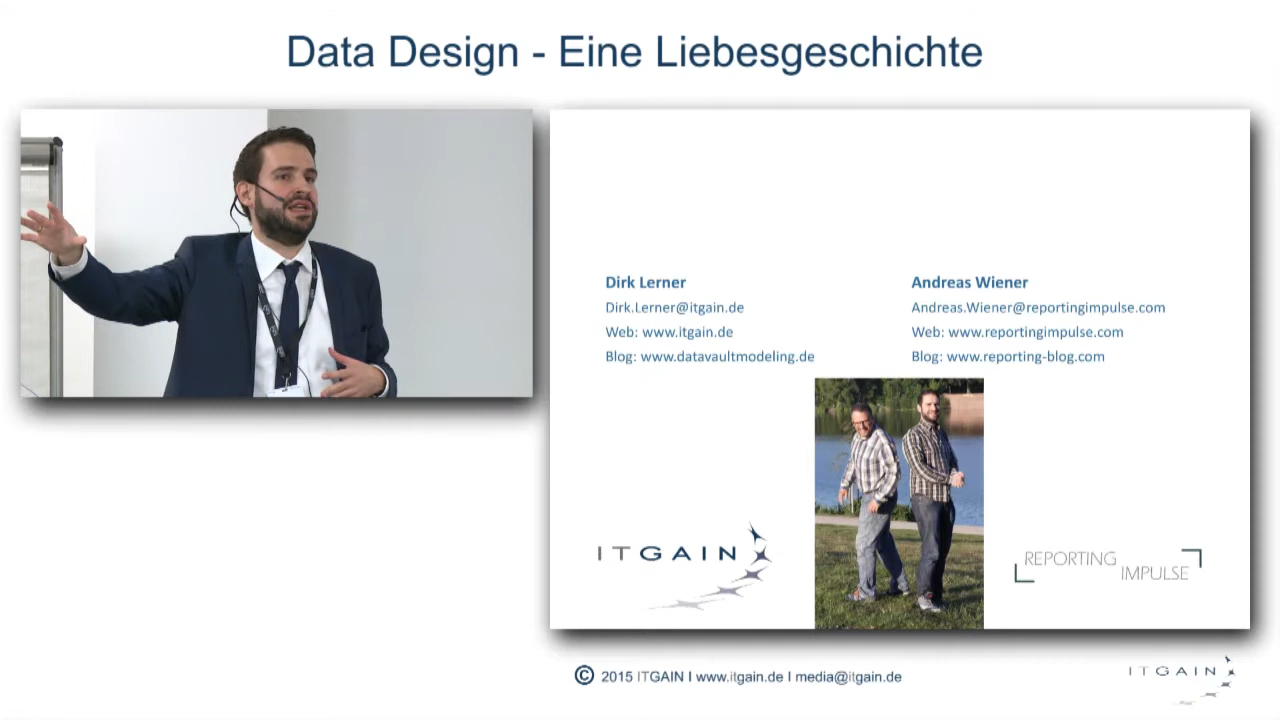 Data Design - Eine Liebesgeschichte
Dirk Lerner
Dirk.Lerner@itgain.de
Web: www.itgain.de
Blog: www.datavaultmodeling.de
Andreas Wiener
Andreas.Wiener@reportingimpulse.com
Web: www.reportingimpulse.com
Blog: www.reporting-blog.com
ITGAIN
REPORTING
IMPULSE
© 2015 ITGAIN I www.itgain.de I media@itgain.de
ITGAIN